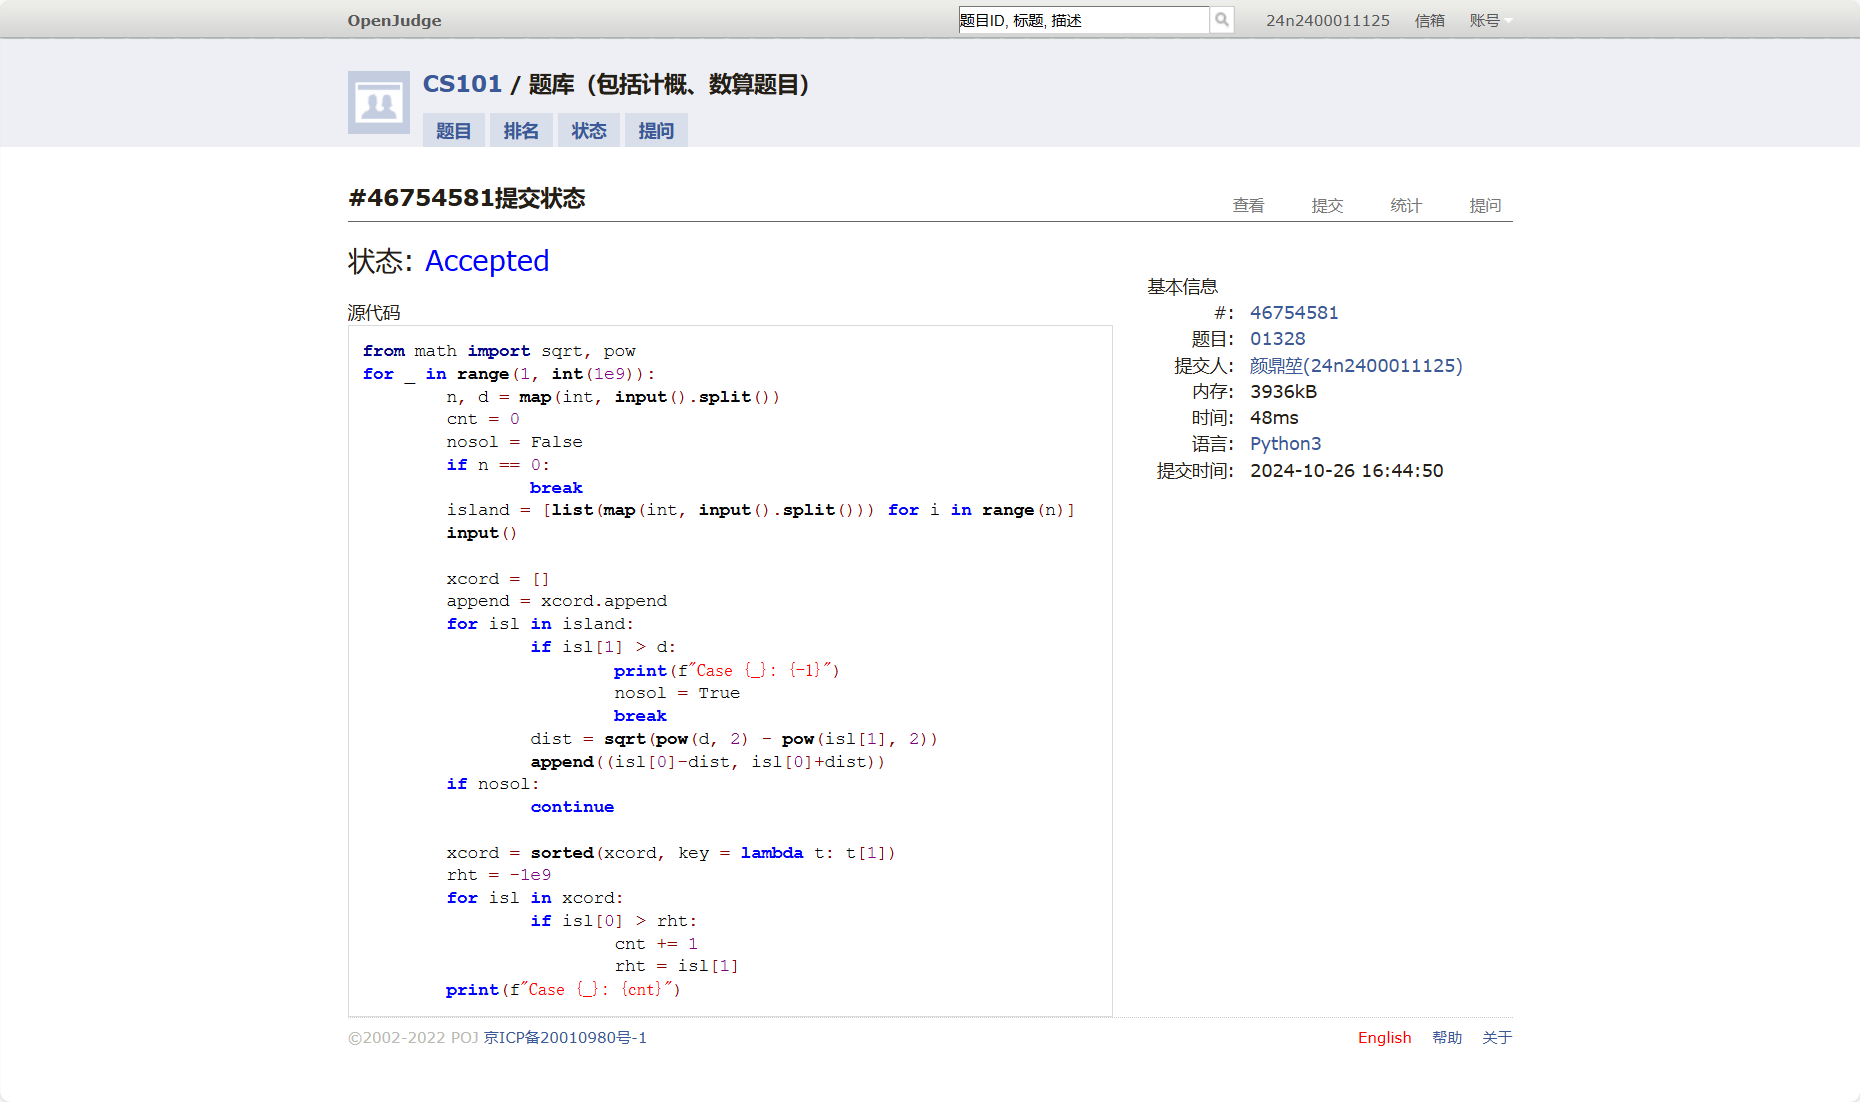 OpenJudge
题目ID, 标题, 描述
24n2400011125 信箱 账号
CS101 / 题库（包括计概、数算题目）
题目 排名 状态 提问
#46754581提交状态
查看 提交 统计 提问
状态: Accepted
源代码
from math import sqrt, pow
for _ in range(1, int(1e9)):
        n, d = map(int, input().split())
        cnt = 0
        nosol = False
        if n == 0:
                break
        island = [list(map(int, input().split())) for i in range(n)]
        input()
        xcord = []
        append = xcord.append
        for isl in island:
                if isl[1] > d:
                        print(f"Case {_}: {-1}")
                        nosol = True
                        break
                dist = sqrt(pow(d, 2) - pow(isl[1], 2))
                append((isl[0]-dist, isl[0]+dist))
        if nosol:
                continue
        xcord = sorted(xcord, key = lambda t: t[1])
        rht = -1e9
        for isl in xcord:
                if isl[0] > rht:
                        cnt += 1
                        rht = isl[1]
        print(f"Case {_}: {cnt}")
基本信息
#: 46754581
题目: 01328
提交人: 颜鼎堃(24n2400011125)
内存: 3936kB
时间: 48ms
语言: Python3
提交时间: 2024-10-26 16:44:50
©2002-2022 POJ 京ICP备20010980号-1
English 帮助 关于